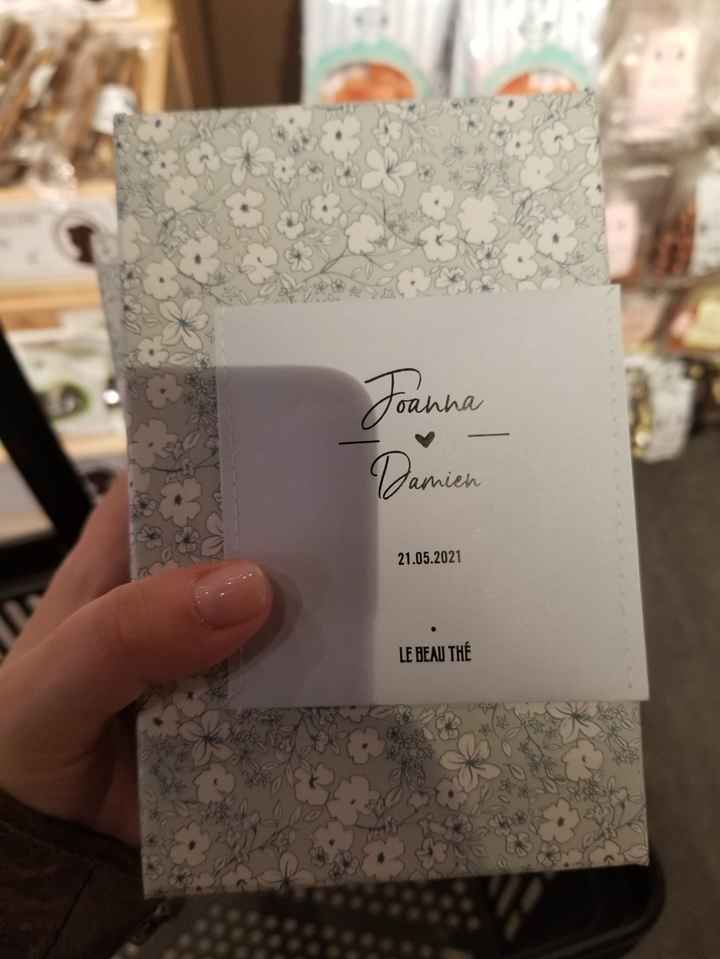 Joanna
Damien
21.05.2021
LE BEAU THÉ